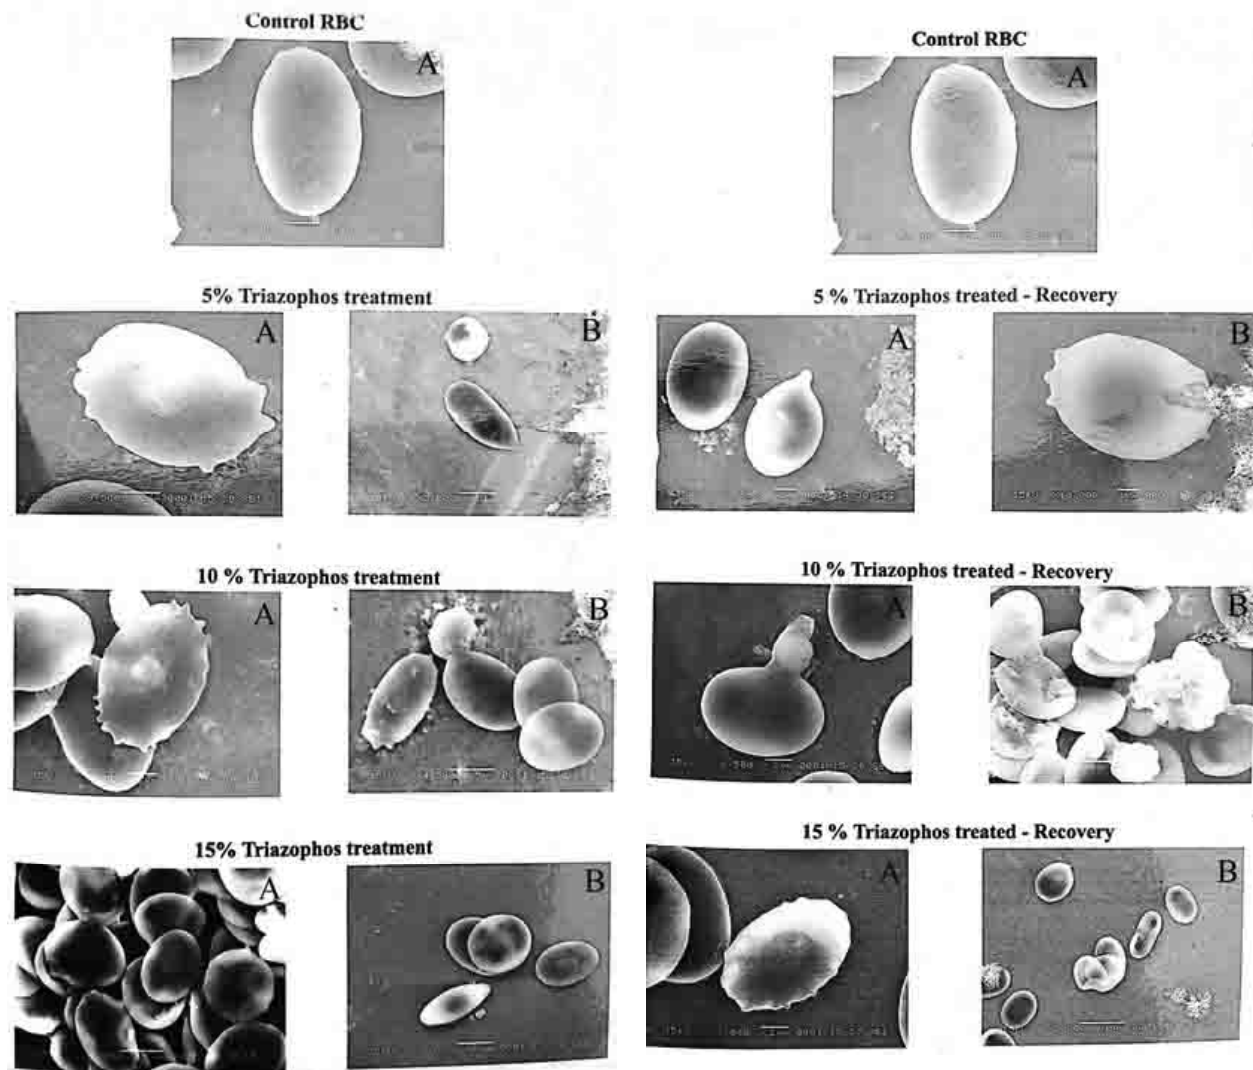 Control RBC
A
5% Triazophos treatment
A
B
10 % Triazophos treatment
A
B
15% Triazophos treatment
A
B
Control RBC
A
5 % Triazophos treated - Recovery
A
B
10 % Triazophos treated - Recovery
A
B
15 % Triazophos treated - Recovery
A
B